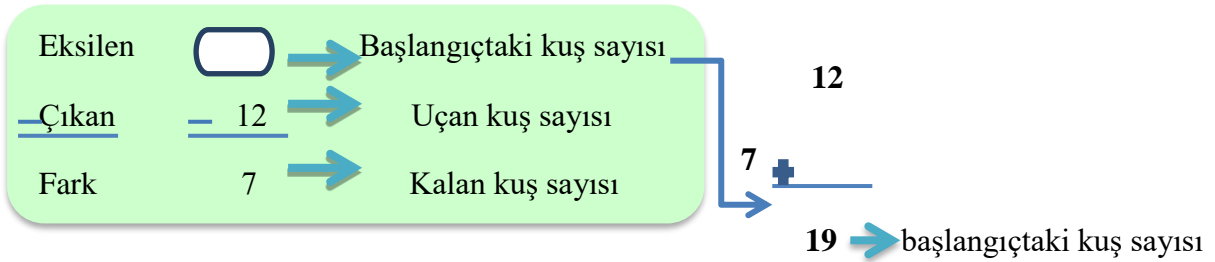 Eksilen Başlangıçtaki kuş sayısı
Çıkan - 12 Uçan kuş sayısı
Fark 7 Kalan kuş sayısı
12
7 +
19 başlangıçtaki kuş sayısı